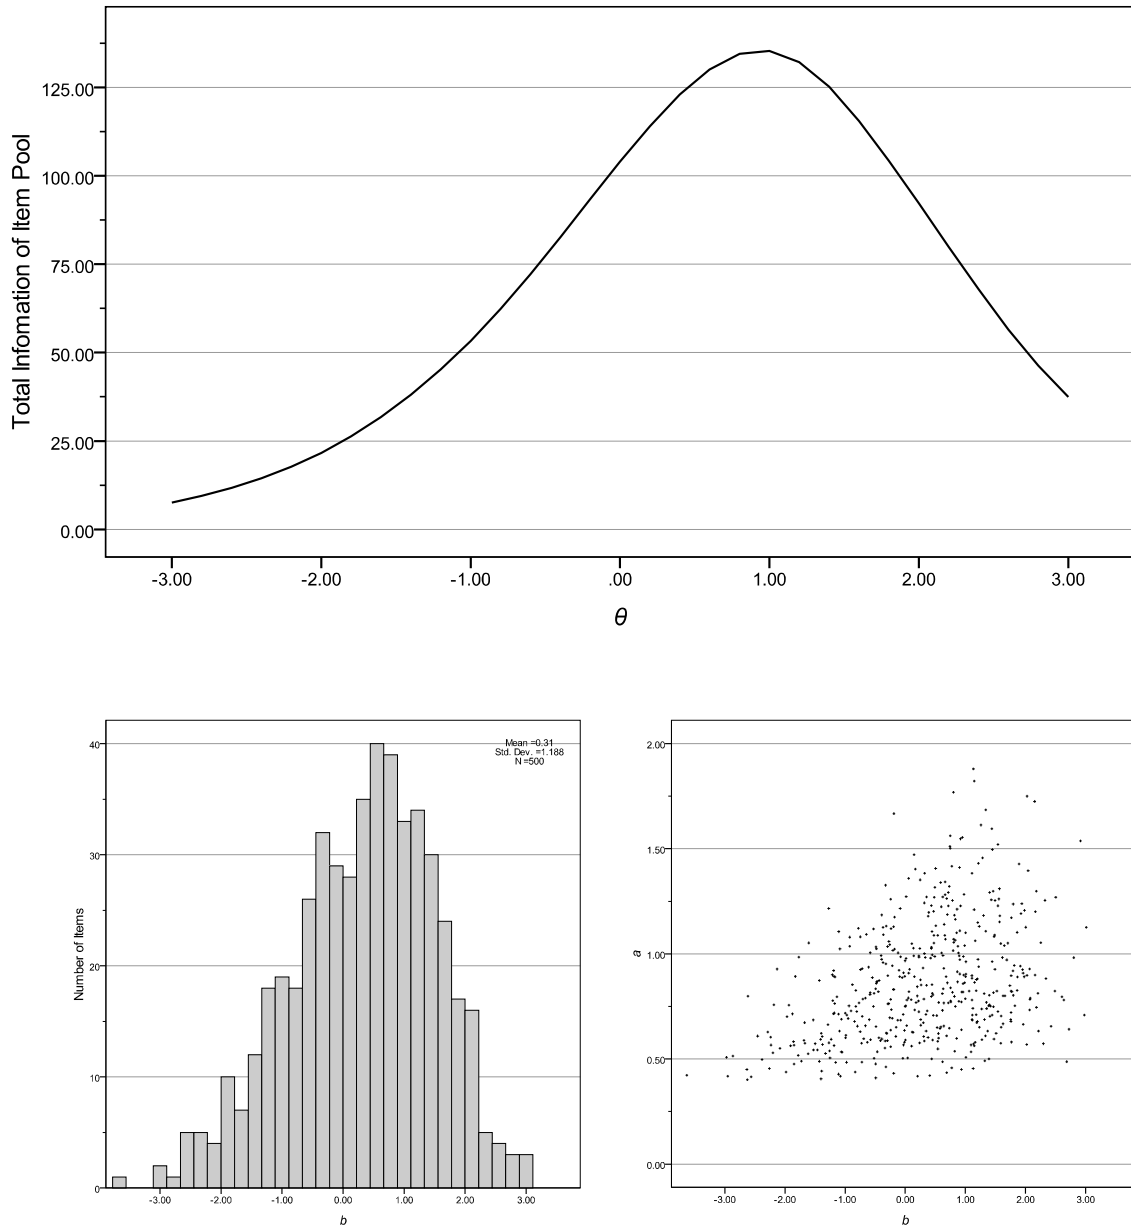 Total Infomation of Item Pool
125.00
100.00
75.00
50.00
25.00
0.00
-3.00 -2.00 -1.00 .00 1.00 2.00 3.00
θ
Number of Items
40
30
20
10
0
Mean =0.31
Std. Dev. =1.188
N =500
-3.00 -2.00 -1.00 0.00 1.00 2.00 3.00
b
a
2.00
1.50
1.00
0.50
0.00
-3.00 -2.00 -1.00 0.00 1.00 2.00 3.00
b